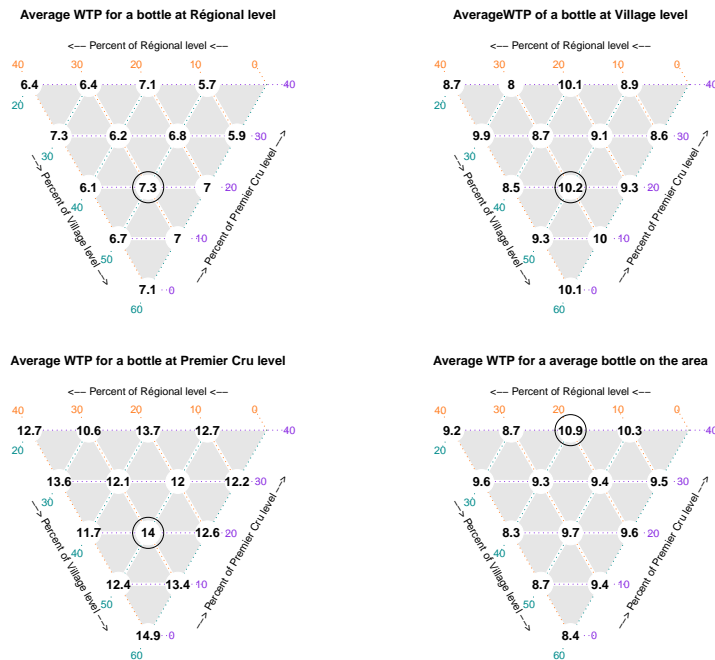 Average WTP for a bottle at Régional level
<−− Percent of Régional level <−−
40 30 20 10 0
6.4 6.4 7.1 5.7 40
20
7.3 6.2 6.8 5.9 30
30
6.1 7.3 7 20
40
6.7 7 10
50
7.1 0
60
−−> Percent of Village level −−>
−−> Percent of Premier Cru level −−>
AverageWTP of a bottle at Village level
<−− Percent of Régional level <−−
40 30 20 10 0
8.7 8 10.1 8.9 40
20
9.9 8.7 9.1 8.6 30
30
8.5 10.2 9.3 20
40
9.3 10 10
50
10.1 0
60
−−> Percent of Village level −−>
−−> Percent of Premier Cru level −−>
Average WTP for a bottle at Premier Cru level
<−− Percent of Régional level <−−
40 30 20 10 0
12.7 10.6 13.7 12.7 40
20
13.6 12.1 12 12.2 30
30
11.7 14 12.6 20
40
12.4 13.4 10
50
14.9 0
60
−−> Percent of Village level −−>
−−> Percent of Premier Cru level −−>
Average WTP for a average bottle on the area
<−− Percent of Régional level <−−
40 30 20 10 0
9.2 8.7 10.9 10.3 40
20
9.6 9.3 9.4 9.5 30
30
8.3 9.7 9.6 20
40
8.7 9.4 10
50
8.4 0
60
−−> Percent of Village level −−>
−−> Percent of Premier Cru level −−>